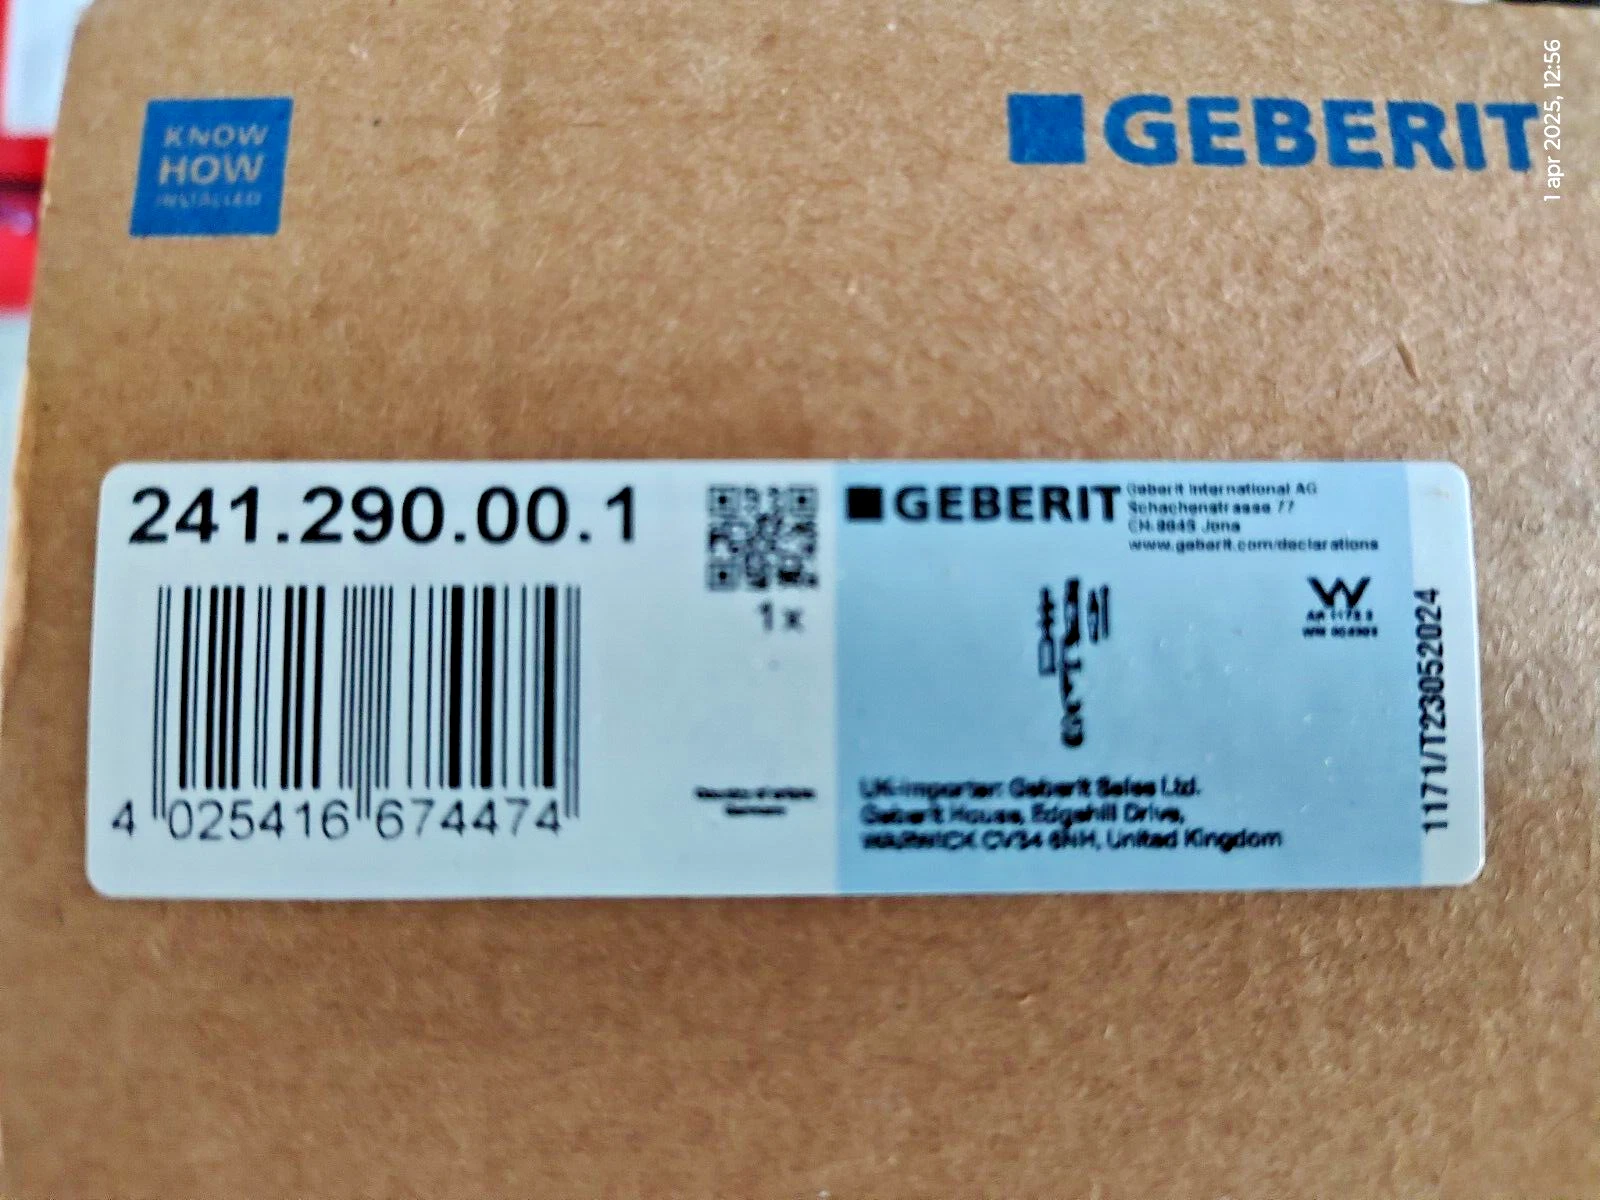 KNOW
HOW
INSTALLED
GEBERIT
1 apr 2025, 12:56
241.290.00.1
1x
4 025416 674474
GEBERIT
Geberit International AG
Schachenstrasse 77
CH-8645 Jona
www.geberit.com/declarations
W
UK-importer: Geberit Sales Ltd.
Geberit House, Edgehill Drive,
WARWICK CV34 6NH, United Kingdom
1171/T23052024